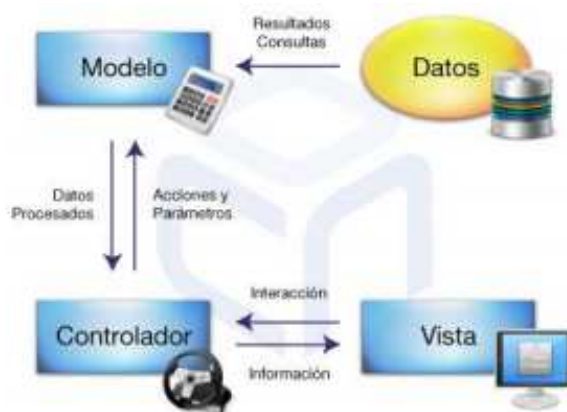 Resultados
Consultas
Modelo
Datos
Datos
Procesados
Acciones y
Parámetros
Interacción
Controlador
Vista
Información